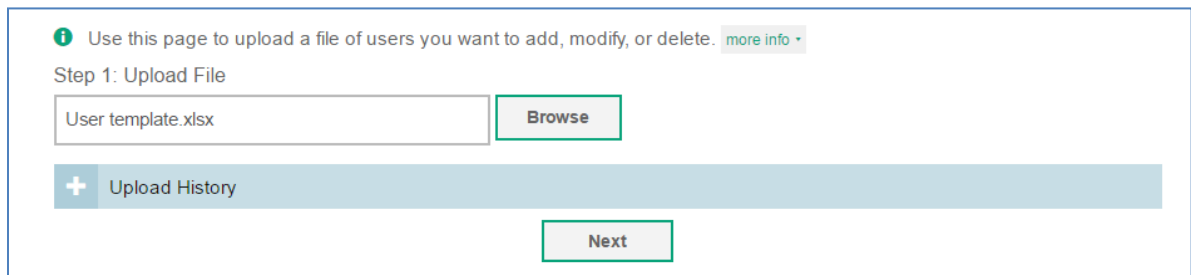 Use this page to upload a file of users you want to add, modify, or delete. more info
Step 1: Upload File
User template.xlsx Browse
Upload History
Next